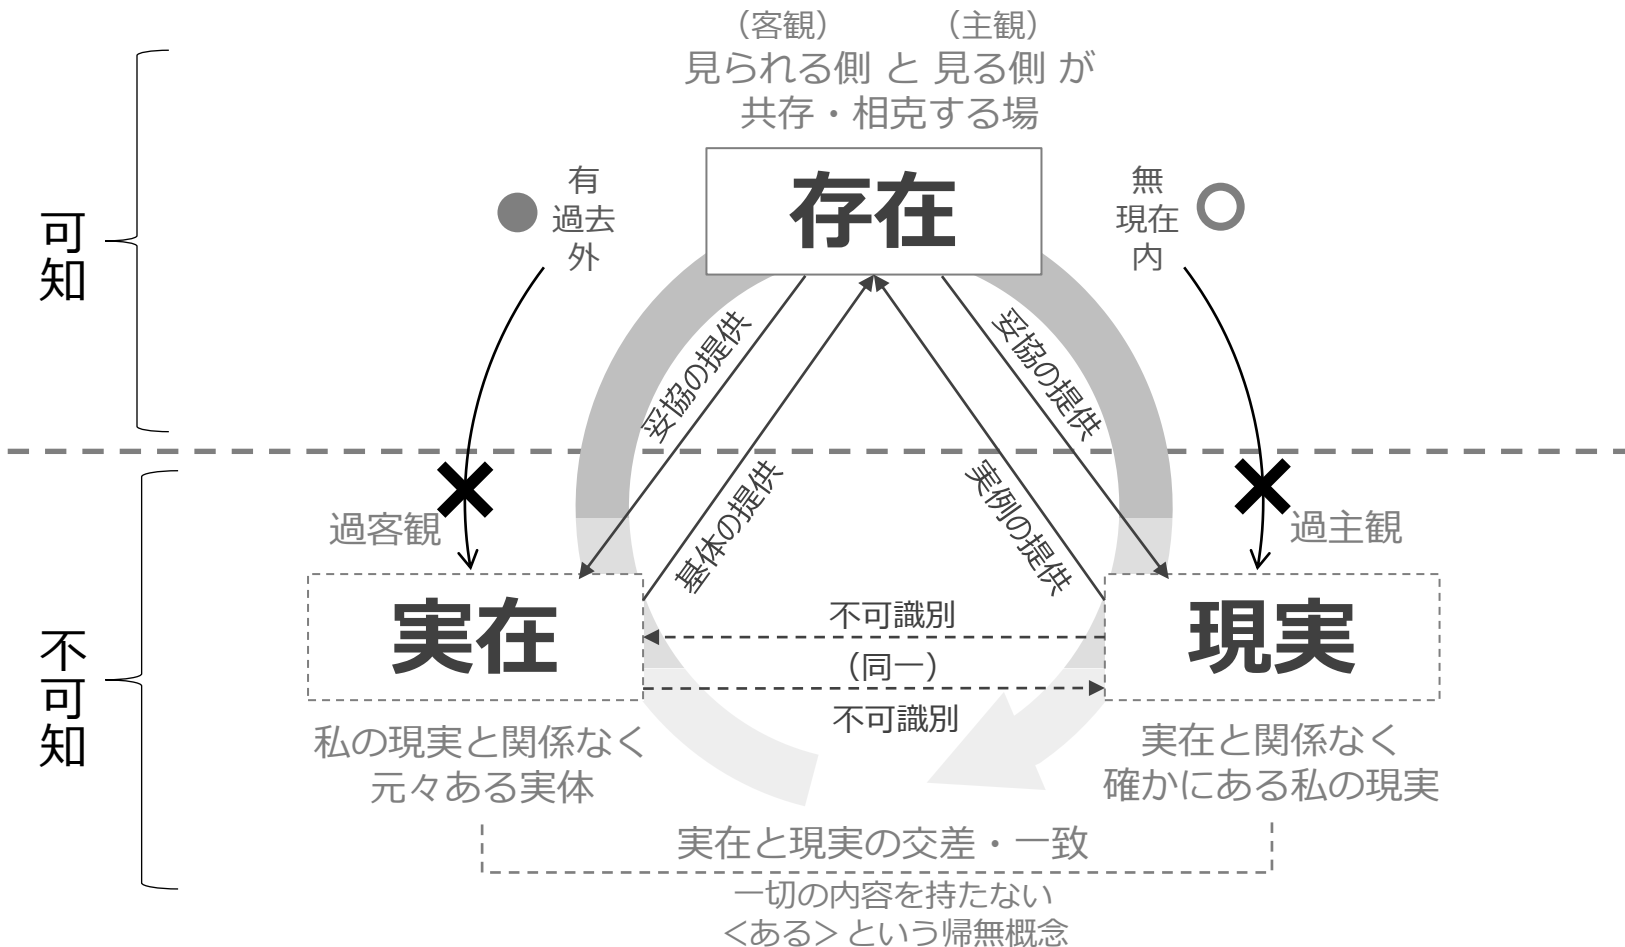 （客観）
（主観）
見られる側 と 見る側 が
共存・相克する場
存在
有
過去
外
無
現在
内
可知
妥協の提供
妥協の提供
基体の提供
実例の提供
過客観
過主観
不可知
実在
現実
不可識別
（同一）
不可識別
私の現実と関係なく
元々ある実体
実在と関係なく
確かにある私の現実
実在と現実の交差・一致
一切の内容を持たない
＜ある＞という帰無概念